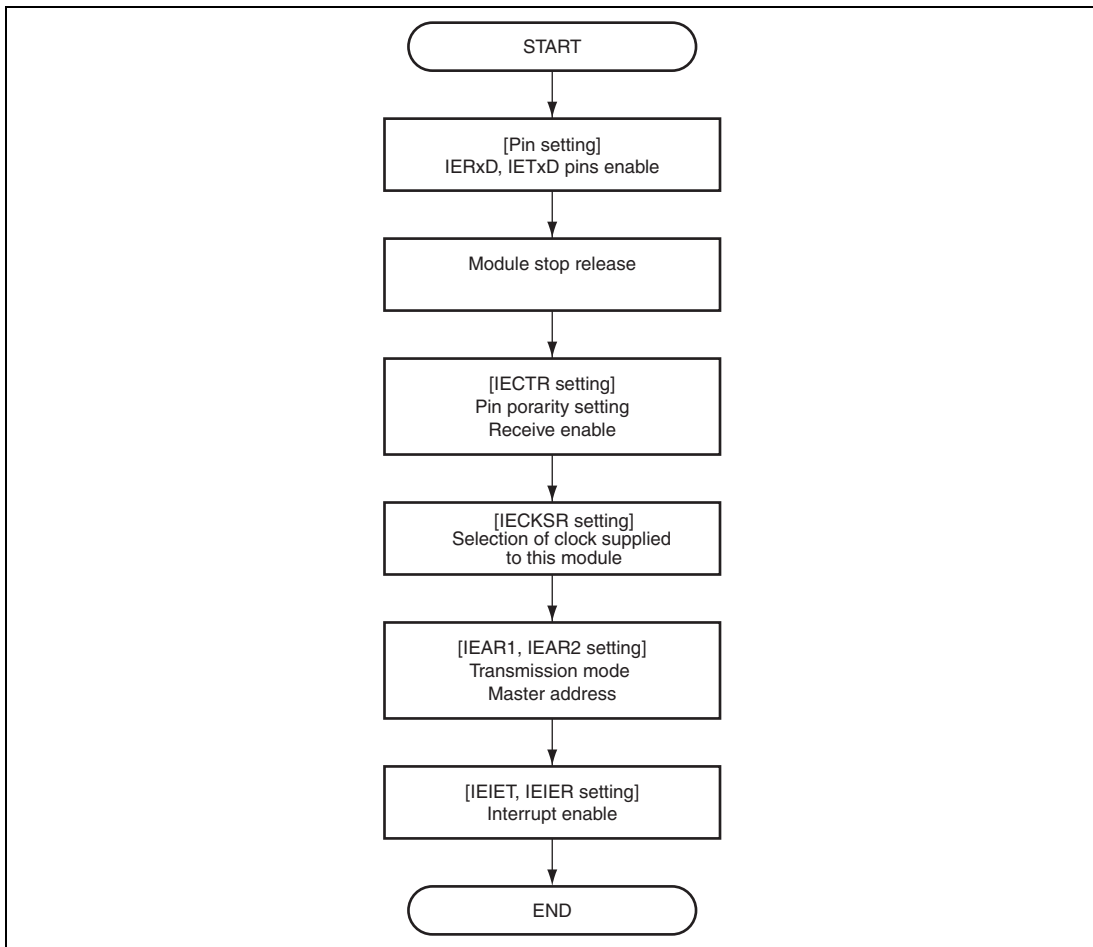 START
[Pin setting]
IERxD, IETxD pins enable
Module stop release
[IECTR setting]
Pin porarity setting
Receive enable
[IECKSR setting]
Selection of clock supplied
to this module
[IEAR1, IEAR2 setting]
Transmission mode
Master address
[IEIET, IEIER setting]
Interrupt enable
END